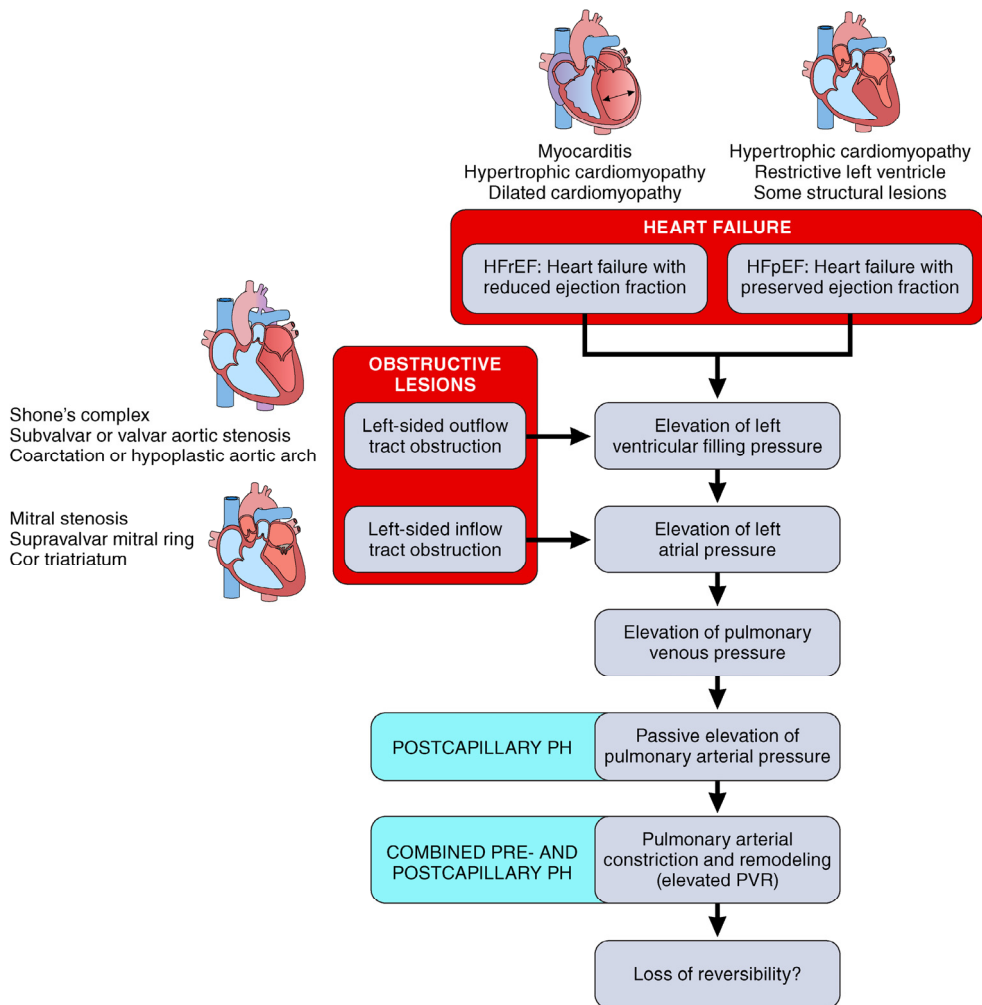 Myocarditis
Hypertrophic cardiomyopathy
Dilated cardiomyopathy
Hypertrophic cardiomyopathy
Restrictive left ventricle
Some structural lesions
HEART FAILURE
HFrEF: Heart failure with
reduced ejection fraction
HFpEF: Heart failure with
preserved ejection fraction
OBSTRUCTIVE
LESIONS
Shone’s complex
Subvalvar or valvar aortic stenosis
Coarctation or hypoplastic aortic arch
Left-sided outflow
tract obstruction
Elevation of left
ventricular filling pressure
Mitral stenosis
Supravalvar mitral ring
Cor triatriatum
Left-sided inflow
tract obstruction
Elevation of left
atrial pressure
Elevation of pulmonary
venous pressure
POSTCAPILLARY PH
Passive elevation of
pulmonary arterial pressure
COMBINED PRE- AND
POSTCAPILLARY PH
Pulmonary arterial
constriction and remodeling
(elevated PVR)
Loss of reversibility?